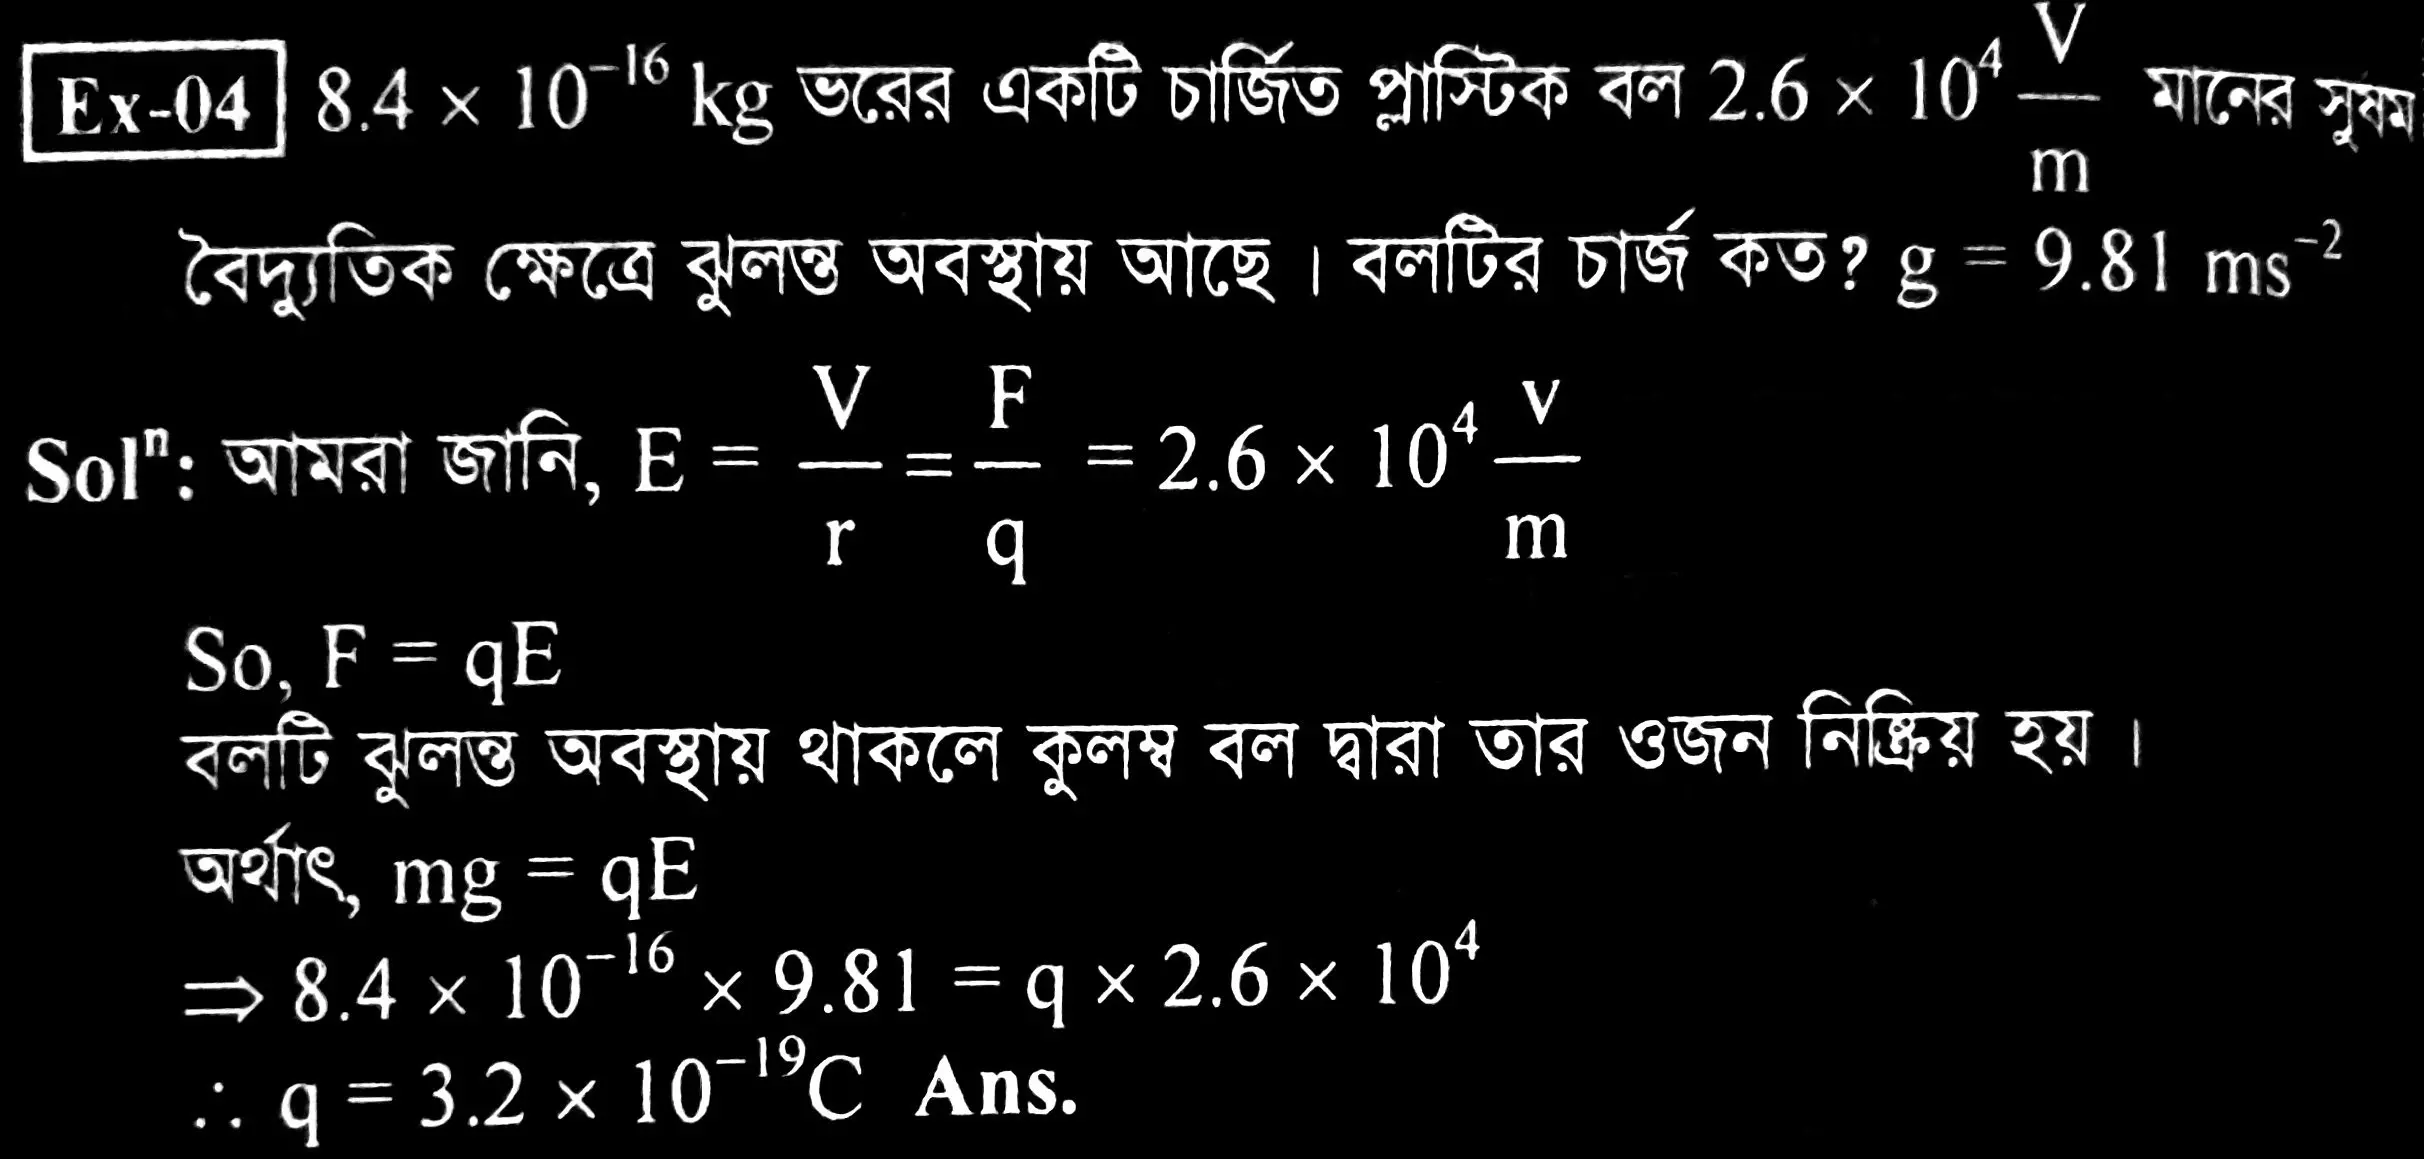 Ex-04 8.4 × 10⁻¹⁶ kg ভরের একটি চার্জিত প্লাস্টিক বল 2.6 × 10⁴ V/m মানের সুষম
বৈদ্যুতিক ক্ষেত্রে ঝুলন্ত অবস্থায় আছে। বলটির চার্জ কত? g = 9.81 ms⁻²
Solⁿ: আমরা জানি, E = V/r = F/q = 2.6 × 10⁴ v/m
So, F = qE
বলটি ঝুলন্ত অবস্থায় থাকলে কুলম্ব বল দ্বারা তার ওজন নিষ্ক্রিয় হয়।
অর্থাৎ, mg = qE
⇒ 8.4 × 10⁻¹⁶ × 9.81 = q × 2.6 × 10⁴
∴ q = 3.2 × 10⁻¹⁹C Ans.